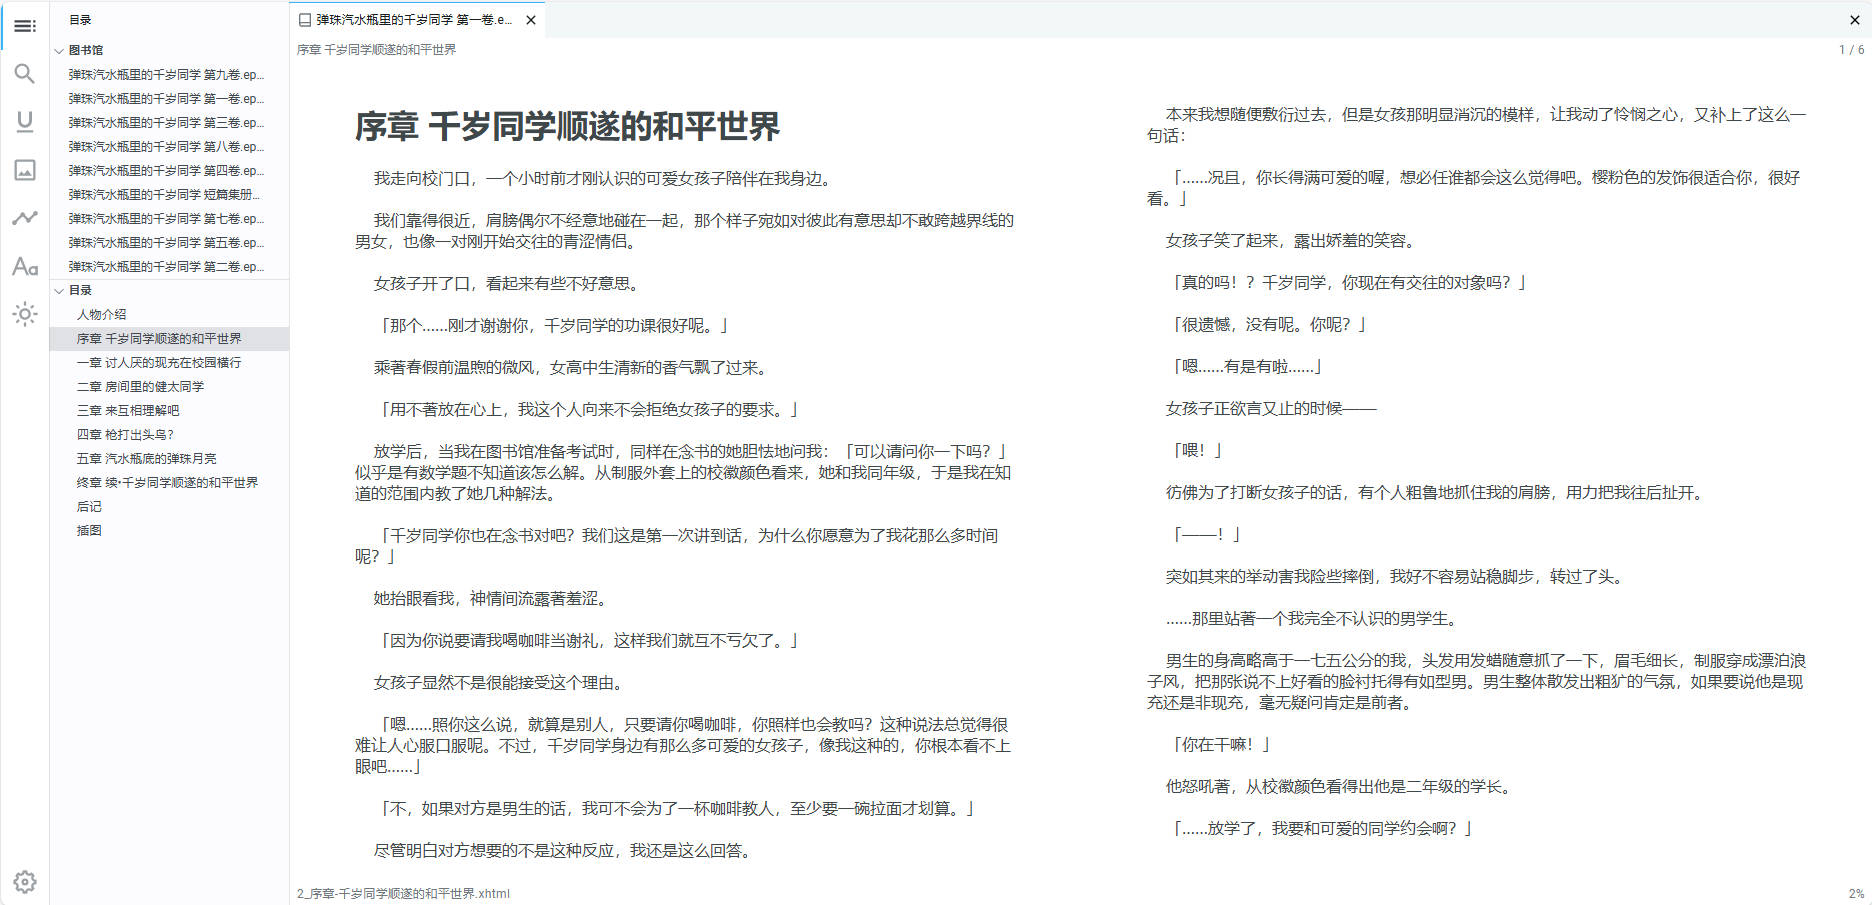 目录
图书馆
弹珠汽水瓶里的千岁同学 第九卷.ep...
弹珠汽水瓶里的千岁同学 第一卷.ep...
弹珠汽水瓶里的千岁同学 第三卷.ep...
弹珠汽水瓶里的千岁同学 第八卷.ep...
弹珠汽水瓶里的千岁同学 第四卷.ep...
弹珠汽水瓶里的千岁同学 短篇集册...
弹珠汽水瓶里的千岁同学 第七卷.ep...
弹珠汽水瓶里的千岁同学 第五卷.ep...
弹珠汽水瓶里的千岁同学 第二卷.ep...
目录
人物介绍
序章 千岁同学顺遂的和平世界
一章 讨人厌的现充在校园横行
二章 房间里的健太同学
三章 来互相理解吧
四章 枪打出头鸟?
五章 汽水瓶底的弹珠月亮
终章 续·千岁同学顺遂的和平世界
后记
插图
弹珠汽水瓶里的千岁同学 第一卷.e...
序章 千岁同学顺遂的和平世界
1 / 6
序章 千岁同学顺遂的和平世界
我走向校门口，一个小时前才刚认识的可爱女孩子陪伴在我身边。
我们靠得很近，肩膀偶尔不经意地碰在一起，那个样子宛如对彼此有意思却不敢跨越界线的
男女，也像一对刚开始交往的青涩情侣。
女孩子开了口，看起来有些不好意思。
「那个……刚才谢谢你，千岁同学的功课很好呢。」
乘著春假前温煦的微风，女高中生清新的香气飘了过来。
「用不著放在心上，我这个人向来不会拒绝女孩子的要求。」
放学后，当我在图书馆准备考试时，同样在念书的她胆怯地问我：「可以请问你一下吗？」
似乎是有数学题不知道该怎么解。从制服外套上的校徽颜色看来，她和我同年级，于是我在知
道的范围内教了她几种解法。
「千岁同学你也在念书对吧？我们这是第一次讲到话，为什么你愿意为了我花那么多时间
呢？」
她抬眼看我，神情间流露著羞涩。
「因为你说要请我喝咖啡当谢礼，这样我们就互不亏欠了。」
女孩子显然不是很能接受这个理由。
「嗯……照你这么说，就算是别人，只要请你喝咖啡，你照样也会教吗？这种说法总觉得很
难让人心服口服呢。不过，千岁同学身边有那么多可爱的女孩子，像我这种的，你根本看不上
眼吧……」
「不，如果对方是男生的话，我可不会为了一杯咖啡教人，至少要一碗拉面才划算。」
尽管明白对方想要的不是这种反应，我还是这么回答。
本来我想随便敷衍过去，但是女孩那明显消沉的模样，让我动了怜悯之心，又补上了这么一
句话：
「……况且，你长得满可爱的喔，想必任谁都会这么觉得吧。樱粉色的发饰很适合你，很好
看。」
女孩子笑了起来，露出娇羞的笑容。
「真的吗！？千岁同学，你现在有交往的对象吗？」
「很遗憾，没有呢。你呢？」
「嗯……有是有啦……」
女孩子正欲言又止的时候——
「喂！」
彷佛为了打断女孩子的话，有个人粗鲁地抓住我的肩膀，用力把我往后扯开。
「——！」
突如其来的举动害我险些摔倒，我好不容易站稳脚步，转过了头。
……那里站著一个我完全不认识的男学生。
男生的身高略高于一七五公分的我，头发用发蜡随意抓了一下，眉毛细长，制服穿成漂泊浪
子风，把那张说不上好看的脸衬托得有如型男。男生整体散发出粗犷的气氛，如果要说他是现
充还是非现充，毫无疑问肯定是前者。
「你在干嘛！」
他怒吼著，从校徽颜色看得出他是二年级的学长。
「……放学了，我要和可爱的同学约会啊？」
2_序章-千岁同学顺遂的和平世界.xhtml
2%